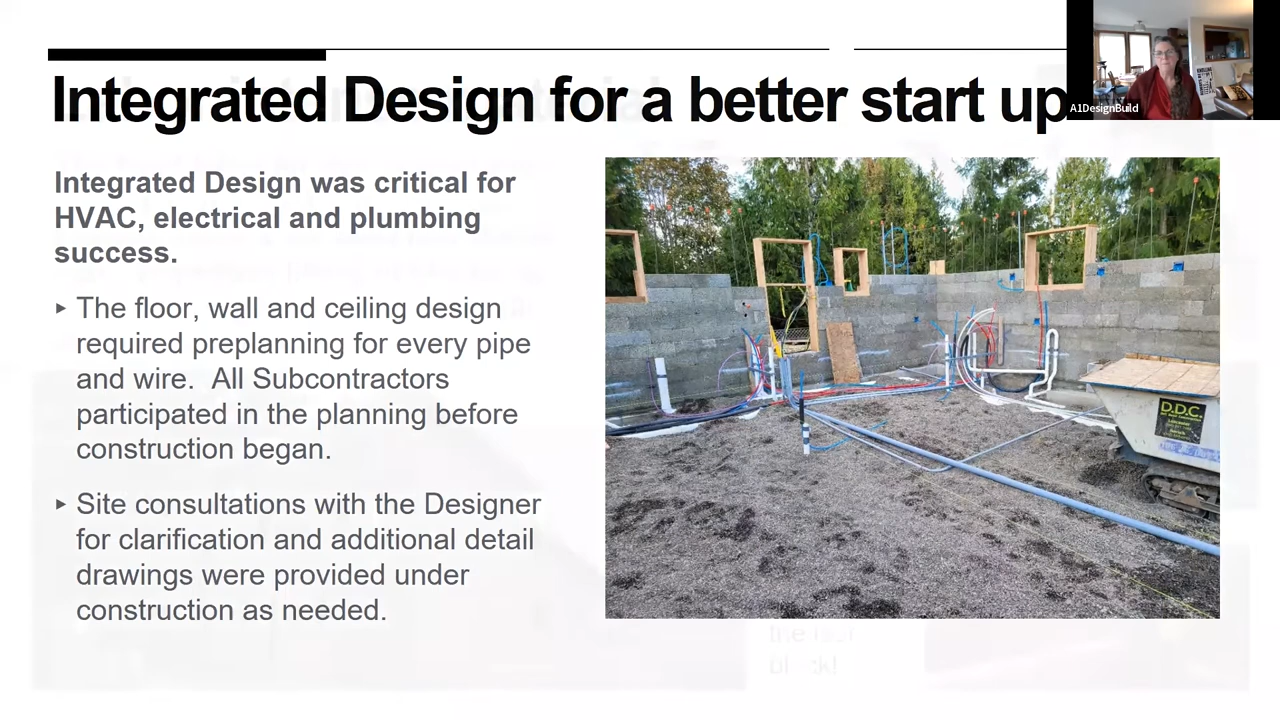 Integrated Design for a better start up
A1DesignBuild
Integrated Design was critical for
HVAC, electrical and plumbing
success.
‣ The floor, wall and ceiling design
required preplanning for every pipe
and wire.  All Subcontractors
participated in the planning before
construction began.
‣ Site consultations with the Designer
for clarification and additional detail
drawings were provided under
construction as needed.
D.D.C.